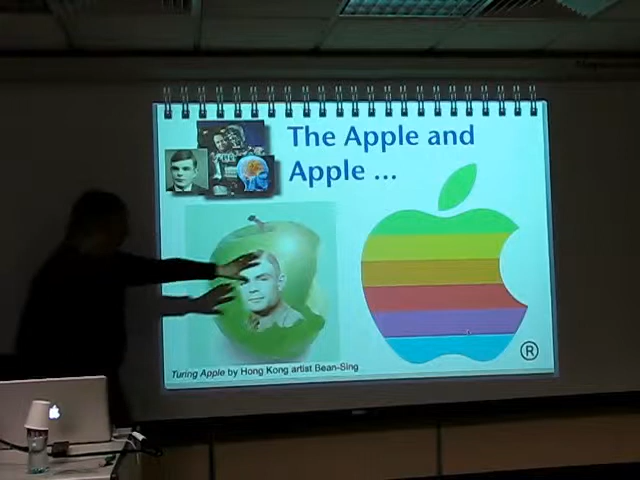 The Apple and
Apple ...
Turing Apple by Hong Kong artist Bean-Sing
®